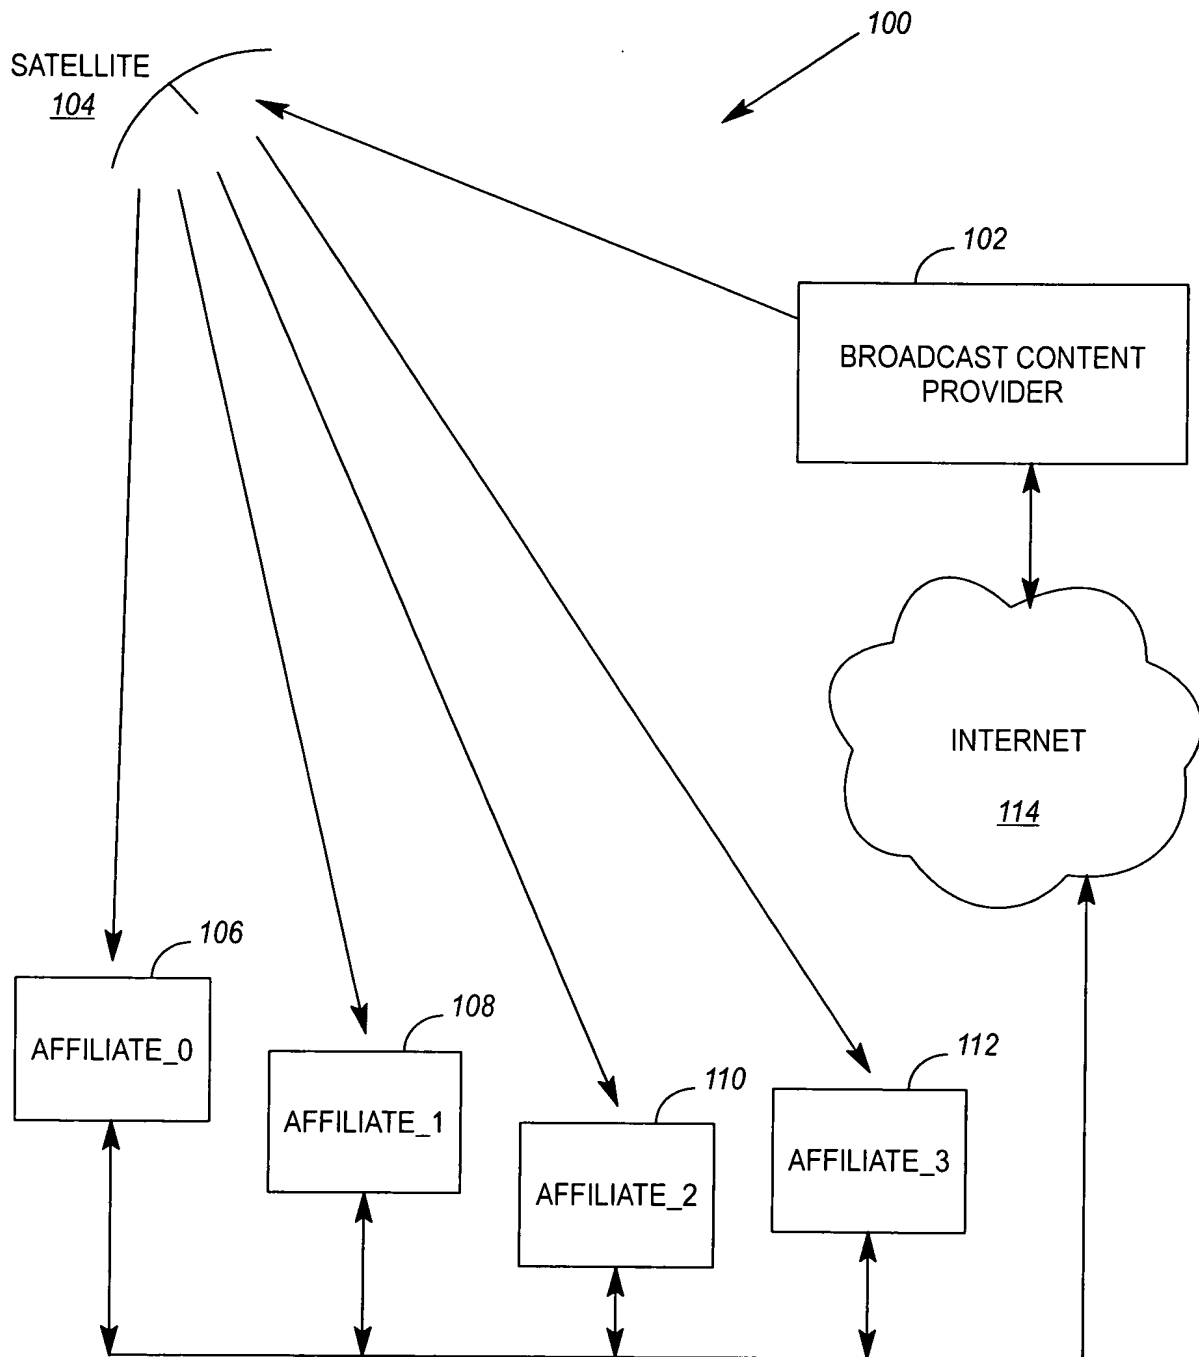 100
SATELLITE
104
102
BROADCAST CONTENT
PROVIDER
INTERNET
114
106
AFFILIATE_0
108
AFFILIATE_1
110
AFFILIATE_2
112
AFFILIATE_3